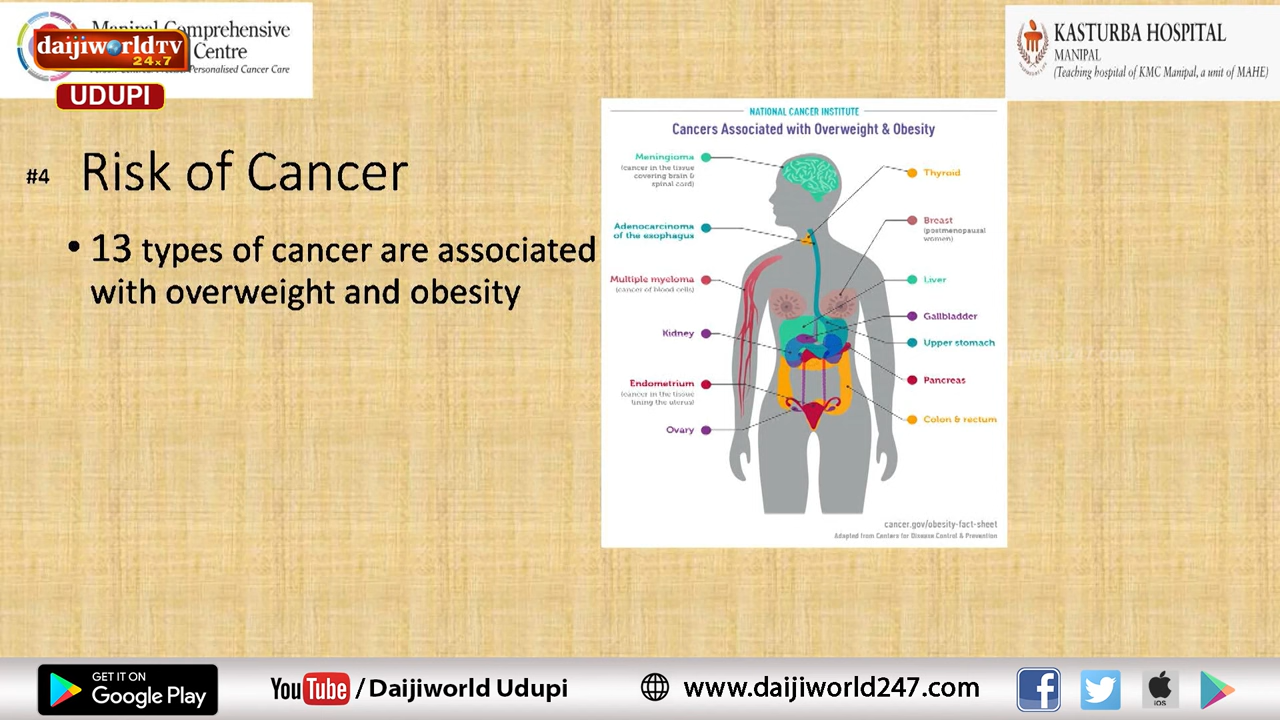 Manipal Comprehensive
Centre
Personalised Cancer Care
daijiworldTV
24x7
UDUPI
KASTURBA HOSPITAL
MANIPAL
(Teaching hospital of KMC Manipal, a unit of MAHE)
#4 Risk of Cancer
• 13 types of cancer are associated
with overweight and obesity
NATIONAL CANCER INSTITUTE
Cancers Associated with Overweight & Obesity
Meningioma
(cancer in the tissue
covering brain &
spinal cord)
Adenocarcinoma
of the esophagus
Multiple myeloma
(cancer of blood cells)
Kidney
Endometrium
(cancer in the tissue
lining the uterus)
Ovary
Thyroid
Breast
(postmenopausal
women)
Liver
Gallbladder
Upper stomach
Pancreas
Colon & rectum
cancer.gov/obesity-fact-sheet
Adapted from Centers for Disease Control & Prevention
GET IT ON
Google Play
YouTube /Daijiworld Udupi
www.daijiworld247.com
iOS